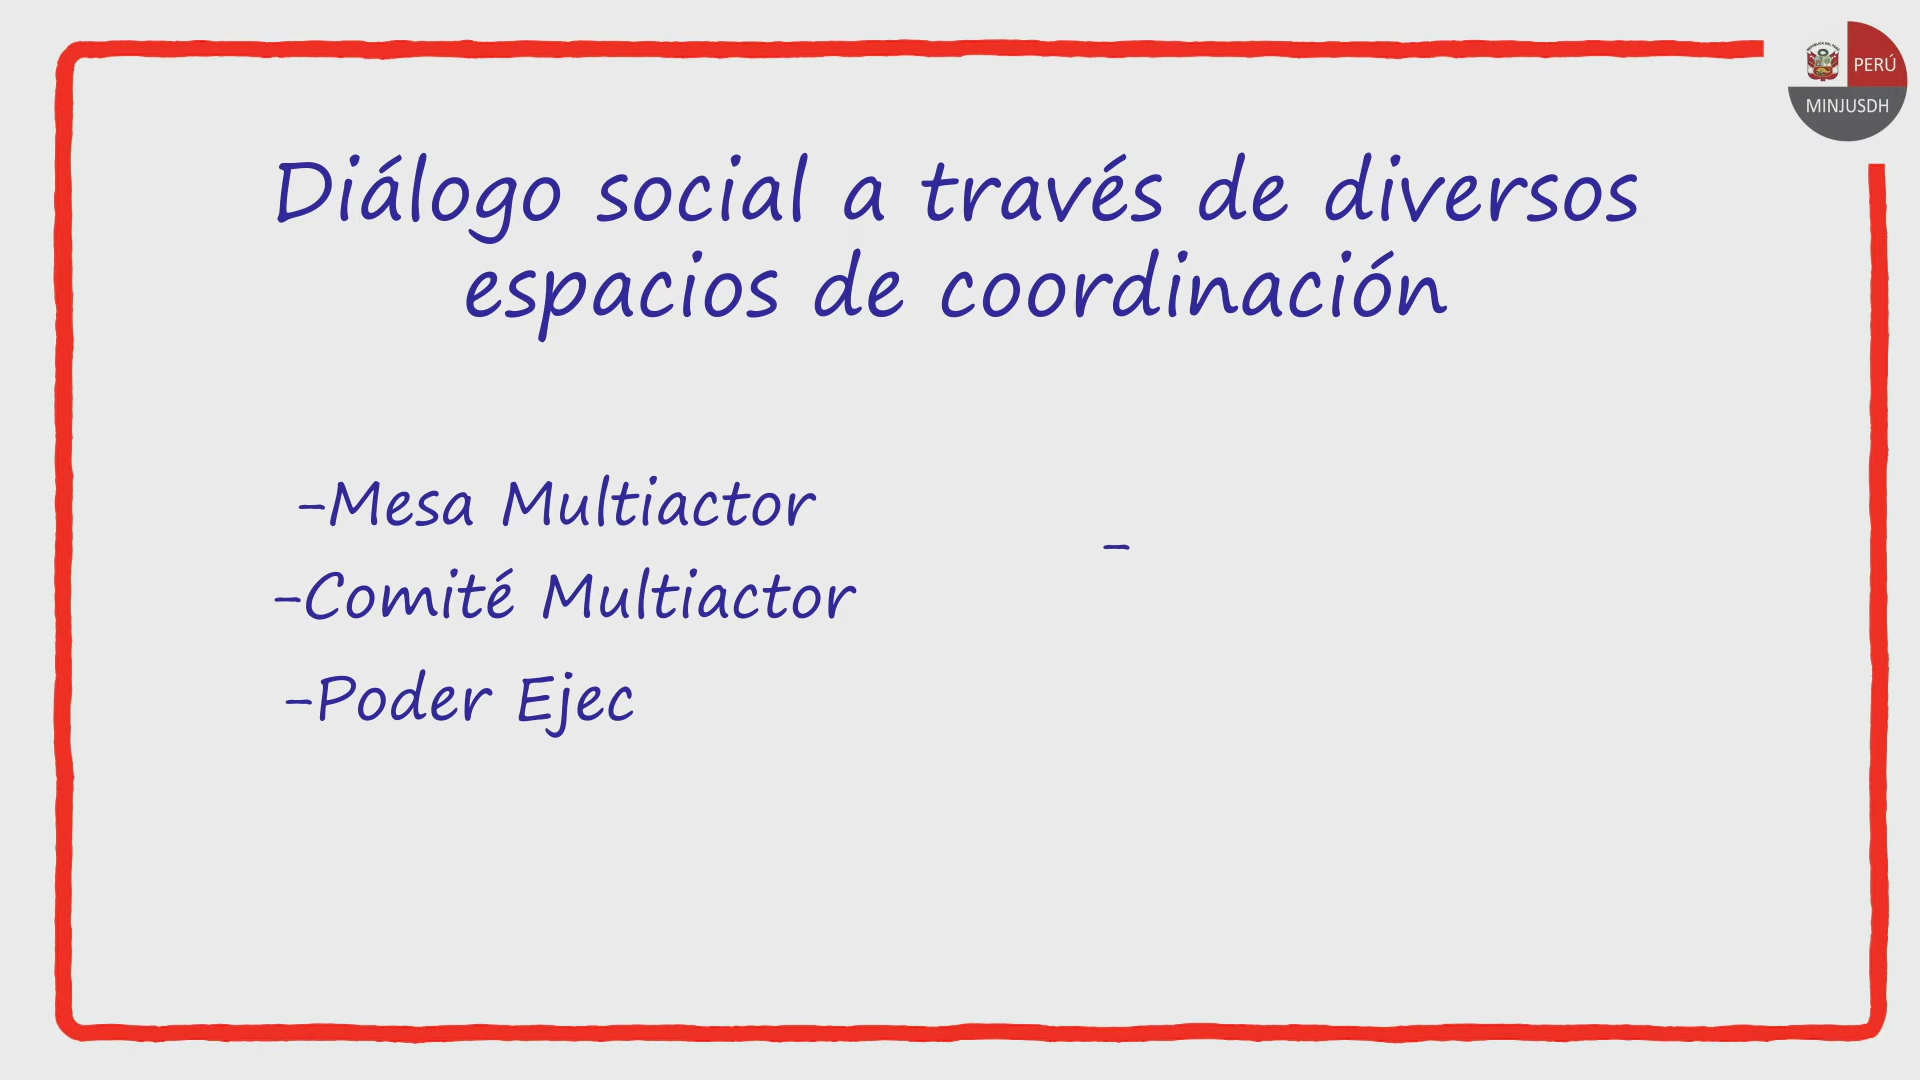 PERÚ
MINJUSDH
Diálogo social a través de diversos
espacios de coordinación
-Mesa Multiactor
-
-Comité Multiactor
-Poder Ejec